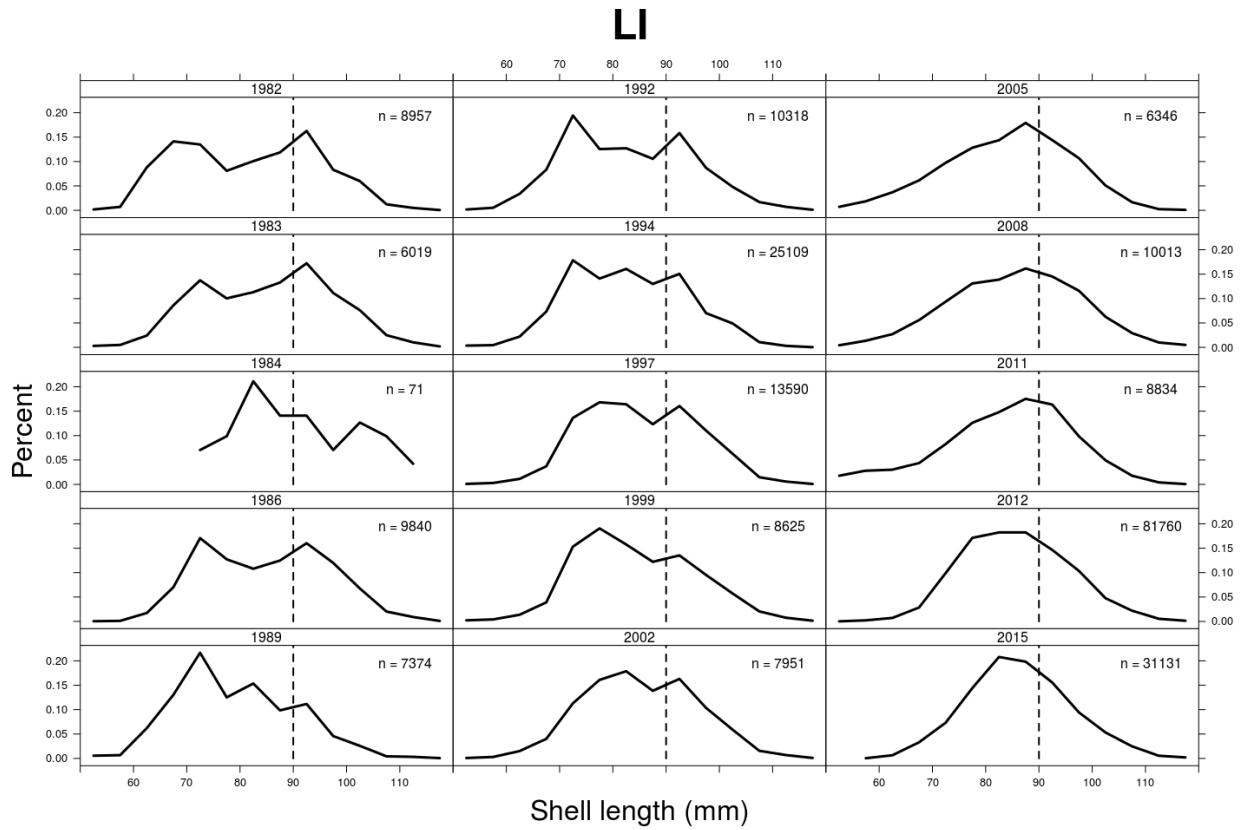 LI
60 70 80 90 100 110
1982 1992 2005
0.20 n = 8957 n = 10318 n = 6346
0.15
0.10
0.05
0.00
1983 1994 2008
n = 6019 n = 25109 n = 10013 0.20
0.15
0.10
0.05
0.00
1984 1997 2011
0.20 n = 71 n = 13590 n = 8834
0.15
0.10
0.05
0.00
1986 1999 2012
n = 9840 n = 8625 n = 81760 0.20
0.15
0.10
0.05
0.00
1989 2002 2015
0.20 n = 7374 n = 7951 n = 31131
0.15
0.10
0.05
0.00
60 70 80 90 100 110 60 70 80 90 100 110
Percent
Shell length (mm)